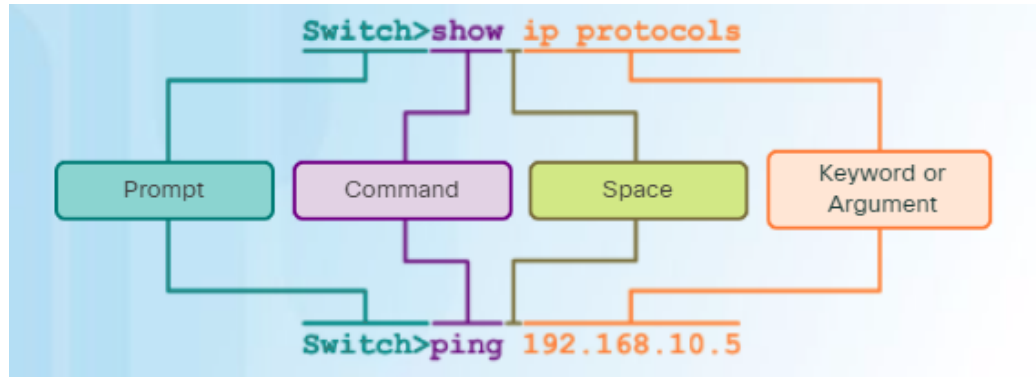 Switch>show ip protocols
Prompt
Command
Space
Keyword or
Argument
Switch>ping 192.168.10.5